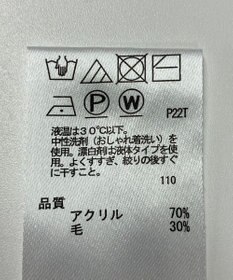 P22T
P W
液温は30℃以下。
中性洗剤(おしゃれ着洗い)を
使用。漂白剤は液体タイプを使
用。よくすすぎ、絞りの後すぐ
に干すこと。
110
品質
アクリル 70%
毛 30%